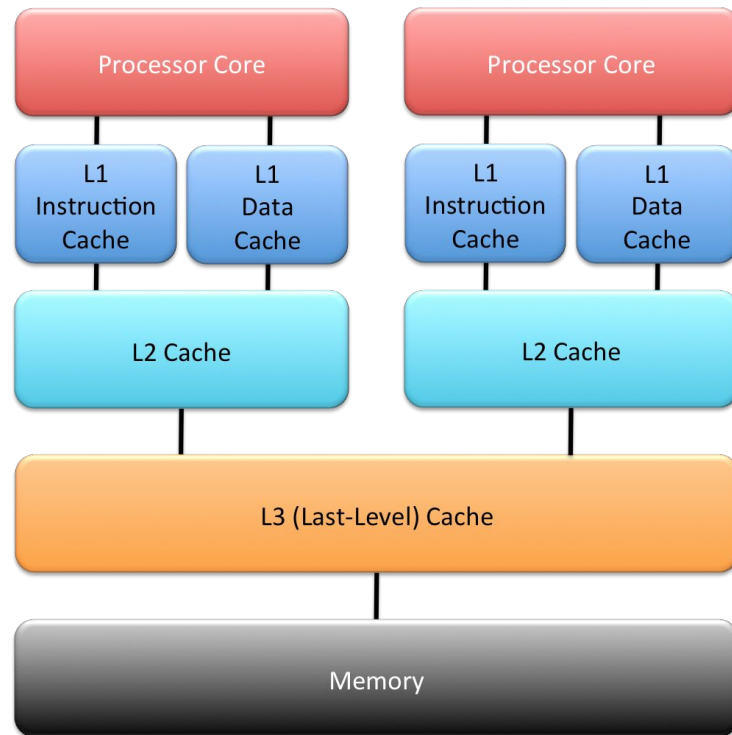 Processor Core
Processor Core
L1
Instruction
Cache
L1
Data
Cache
L1
Instruction
Cache
L1
Data
Cache
L2 Cache
L2 Cache
L3 (Last-Level) Cache
Memory